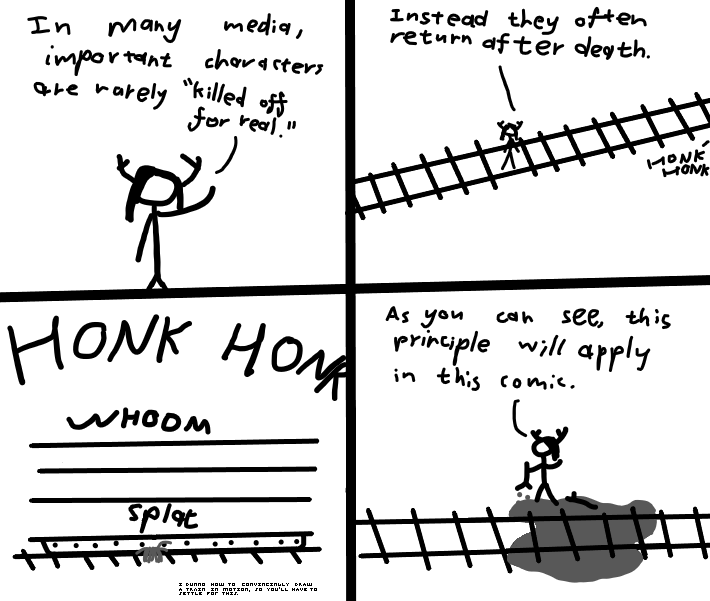 In many media,
important characters
are rarely "killed off
for real."
Instead they often
return after death.
HONK
HONK
HONK HONK
WHOOM
splat
I DUNNO HOW TO CONVINCINGLY DRAW
A TRAIN IN MOTION, SO YOU'LL HAVE TO
SETTLE FOR THIS.
As you can see, this
principle will apply
in this comic.